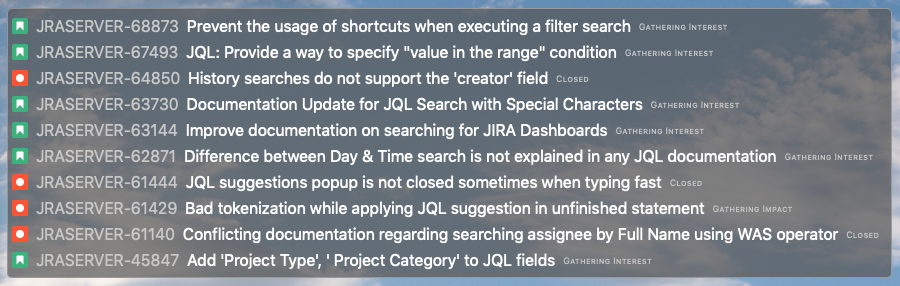 JRASERVER-68873 Prevent the usage of shortcuts when executing a filter search Gathering Interest
JRASERVER-67493 JQL: Provide a way to specify "value in the range" condition Gathering Interest
JRASERVER-64850 History searches do not support the 'creator' field Closed
JRASERVER-63730 Documentation Update for JQL Search with Special Characters Gathering Interest
JRASERVER-63144 Improve documentation on searching for JIRA Dashboards Gathering Interest
JRASERVER-62871 Difference between Day & Time search is not explained in any JQL documentation Gathering Interest
JRASERVER-61444 JQL suggestions popup is not closed sometimes when typing fast Closed
JRASERVER-61429 Bad tokenization while applying JQL suggestion in unfinished statement Gathering Impact
JRASERVER-61140 Conflicting documentation regarding searching assignee by Full Name using WAS operator Closed
JRASERVER-45847 Add 'Project Type', ' Project Category' to JQL fields Gathering Interest